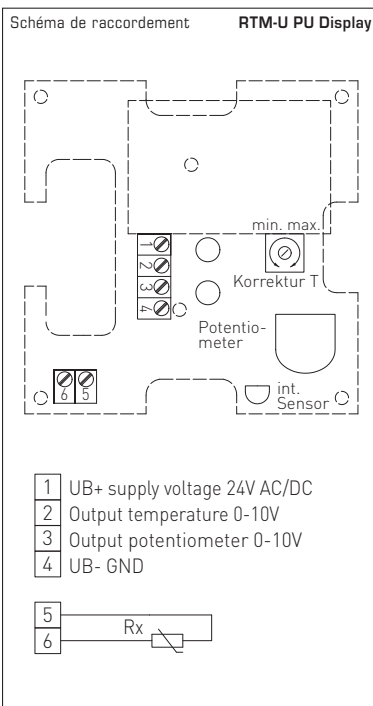 Schéma de raccordement RTM-U PU Display
min. max.
1
2
3
4
Korrektur T
Potentio-
meter
6 5
int.
Sensor
1 UB+ supply voltage 24V AC/DC
2 Output temperature 0-10V
3 Output potentiometer 0-10V
4 UB- GND
5
Rx
6